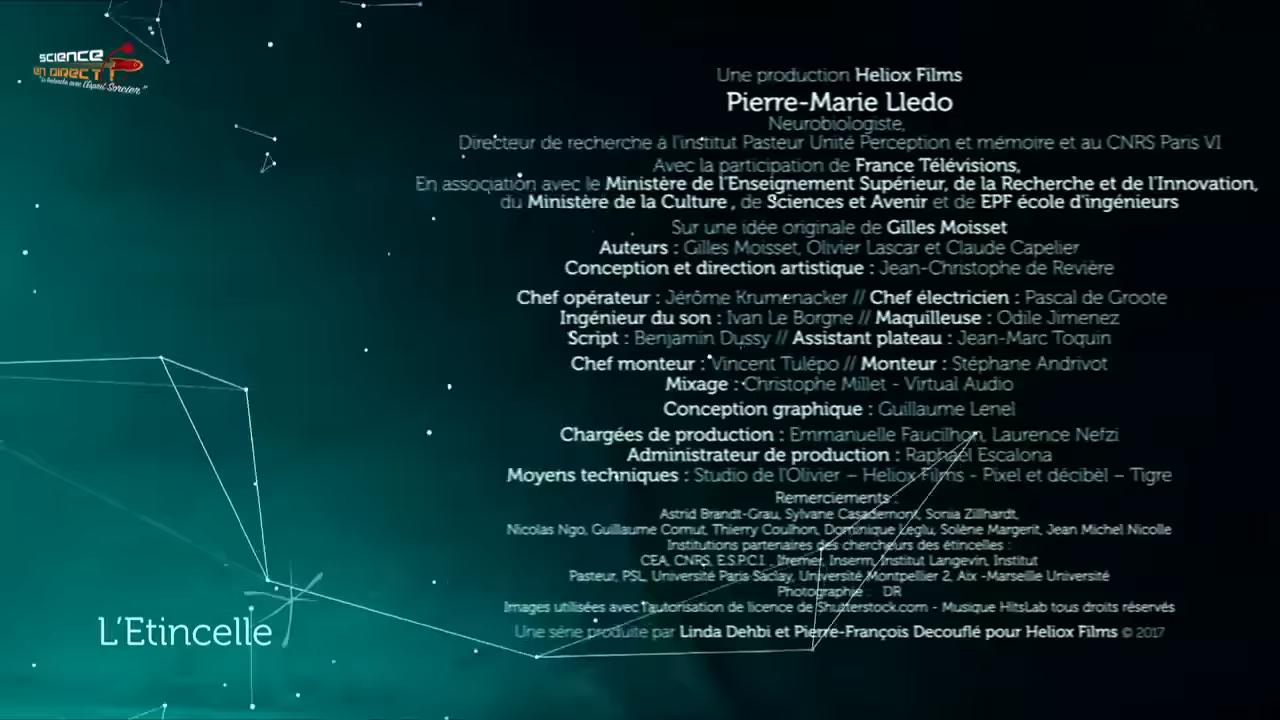 SCIENCE
EN DIRECT !
"La Recherche avec l'Esprit Sorcier"
Une production Heliox Films
Pierre-Marie Lledo
Neurobiologiste,
Directeur de recherche à l'institut Pasteur Unité Perception et mémoire et au CNRS Paris VI
Avec la participation de France Télévisions,
En association avec le Ministère de l'Enseignement Supérieur, de la Recherche et de l'Innovation,
du Ministère de la Culture , de Sciences et Avenir et de EPF école d'ingénieurs
Sur une idée originale de Gilles Moisset
Auteurs : Gilles Moisset, Olivier Lascar et Claude Capelier
Conception et direction artistique : Jean-Christophe de Revière
Chef opérateur : Jérôme Krumenacker // Chef électricien : Pascal de Groote
Ingénieur du son : Ivan Le Borgne // Maquilleuse : Odile Jimenez
Script : Benjamin Dussy // Assistant plateau : Jean-Marc Toquin
Chef monteur : Vincent Tulépo // Monteur : Stéphane Andrivot
Mixage : Christophe Millet - Virtual Audio
Conception graphique : Guillaume Lenel
Chargées de production : Emmanuelle Faucilhon, Laurence Nefzi
Administrateur de production : Raphaël Escalona
Moyens techniques : Studio de l'Olivier – Heliox Films - Pixel et décibèl – Tigre
Remerciements :
Astrid Brandt-Grau, Sylvane Casademont, Sonia Zillhardt,
Nicolas Ngo, Guillaume Cornut, Thierry Coulhon, Dominique Leglu, Solène Margerit, Jean Michel Nicolle
Institutions partenaires des chercheurs des étincelles :
CEA, CNRS, E.S.P.C.I., Ifremer, Inserm, Institut Langevin, Institut
Pasteur, PSL, Université Paris Saclay, Université Montpellier 2, Aix -Marseille Université
Photographie : DR
Images utilisées avec l'autorisation de licence de Shutterstock.com - Musique HitsLab tous droits réservés
Une série produite par Linda Dehbi et Pierre-François Decouflé pour Heliox Films © 2017
L'Etincelle